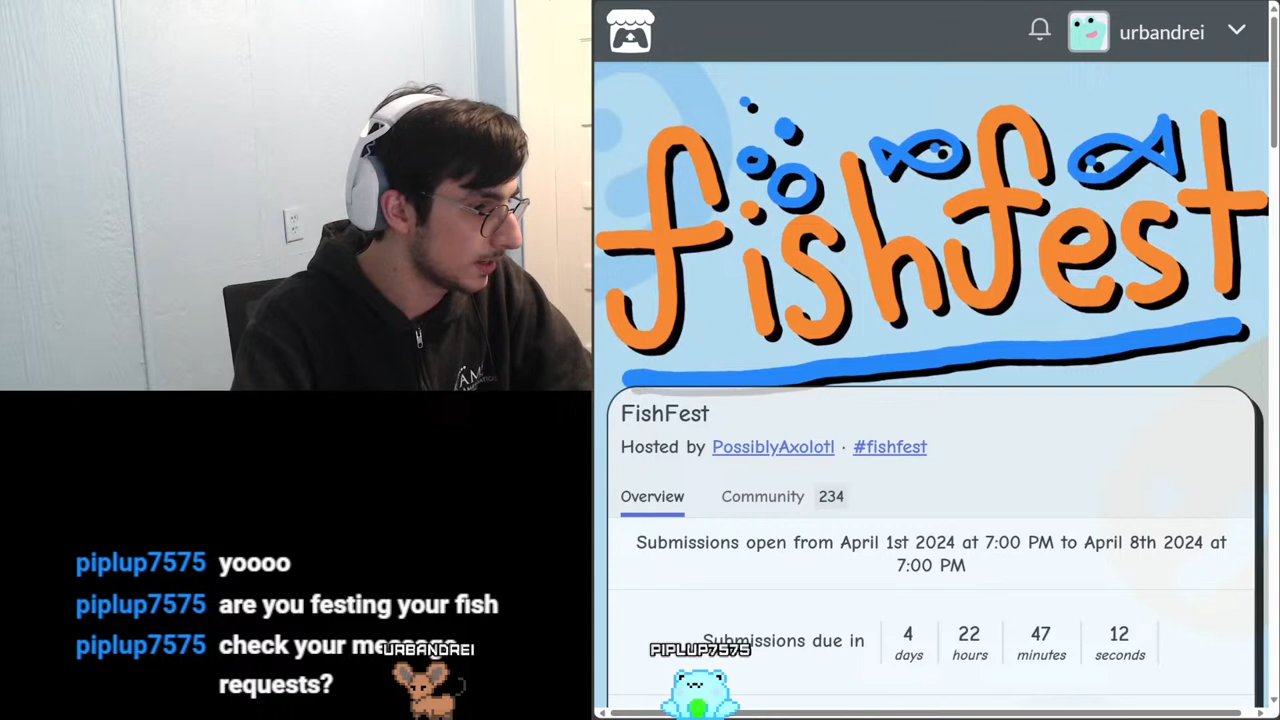 urbandrei
fishfest
FishFest
Hosted by PossiblyAxolotl · #fishfest
Overview Community 234
Submissions open from April 1st 2024 at 7:00 PM to April 8th 2024 at
7:00 PM
Submissions due in
4 22 47 12
days hours minutes seconds
piplup7575 yoooo
piplup7575 are you festing your fish
piplup7575 check your message
requests?
URBANDREI
PIPLUP7575